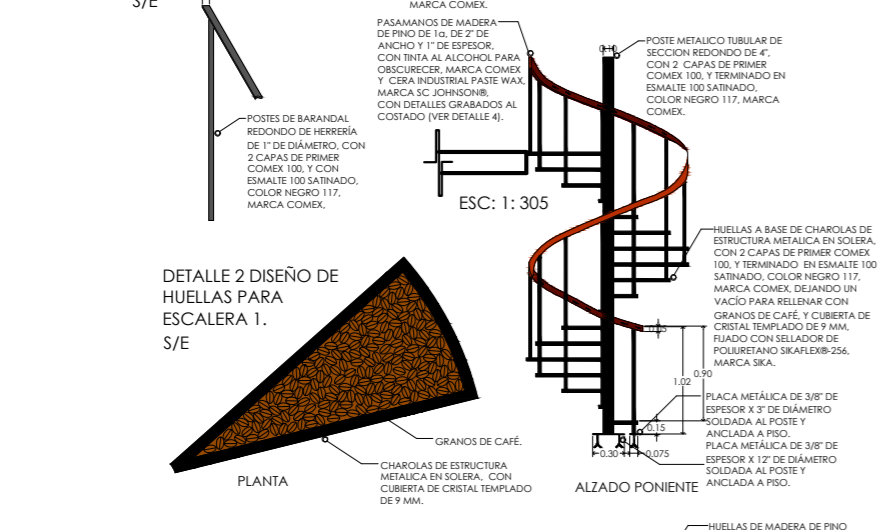 S/E
MARCA COMEX.
PASAMANOS DE MADERA
DE PINO DE 1a, DE 2" DE
ANCHO Y 1" DE ESPESOR,
CON TINTA AL ALCOHOL PARA
OBSCURECER, MARCA COMEX
Y CERA INDUSTRIAL PASTE WAX,
MARCA SC JOHNSON®,
CON DETALLES GRABADOS AL
COSTADO (VER DETALLE 4).
0.10
POSTE METALICO TUBULAR DE
SECCION REDONDO DE 4",
CON 2 CAPAS DE PRIMER
COMEX 100, Y TERMINADO EN
ESMALTE 100 SATINADO,
COLOR NEGRO 117, MARCA
COMEX.
POSTES DE BARANDAL
REDONDO DE HERRERÍA
DE 1" DE DIÁMETRO, CON
2 CAPAS DE PRIMER
COMEX 100, Y CON
ESMALTE 100 SATINADO,
COLOR NEGRO 117,
MARCA COMEX,
ESC: 1: 305
HUELLAS A BASE DE CHAROLAS DE
ESTRUCTURA METALICA EN SOLERA,
CON 2 CAPAS DE PRIMER COMEX
100, Y TERMINADO EN ESMALTE 100
SATINADO, COLOR NEGRO 117,
MARCA COMEX, DEJANDO UN
VACÍO PARA RELLENAR CON
GRANOS DE CAFÉ, Y CUBIERTA DE
CRISTAL TEMPLADO DE 9 MM,
FIJADO CON SELLADOR DE
POLIURETANO SIKAFLEX®-256,
MARCA SIKA.
DETALLE 2 DISEÑO DE
HUELLAS PARA
ESCALERA 1.
S/E
0.05
0.90
1.02
PLACA METÁLICA DE 3/8" DE
ESPESOR X 3" DE DIÁMETRO
SOLDADA AL POSTE Y
ANCLADA A PISO.
0.15
PLACA METÁLICA DE 3/8" DE
ESPESOR X 12" DE DIÁMETRO
SOLDADA AL POSTE Y
ANCLADA A PISO.
0.30
0.075
GRANOS DE CAFÉ.
CHAROLAS DE ESTRUCTURA
METALICA EN SOLERA, CON
CUBIERTA DE CRISTAL TEMPLADO
DE 9 MM.
PLANTA
ALZADO PONIENTE
HUELLAS DE MADERA DE PINO